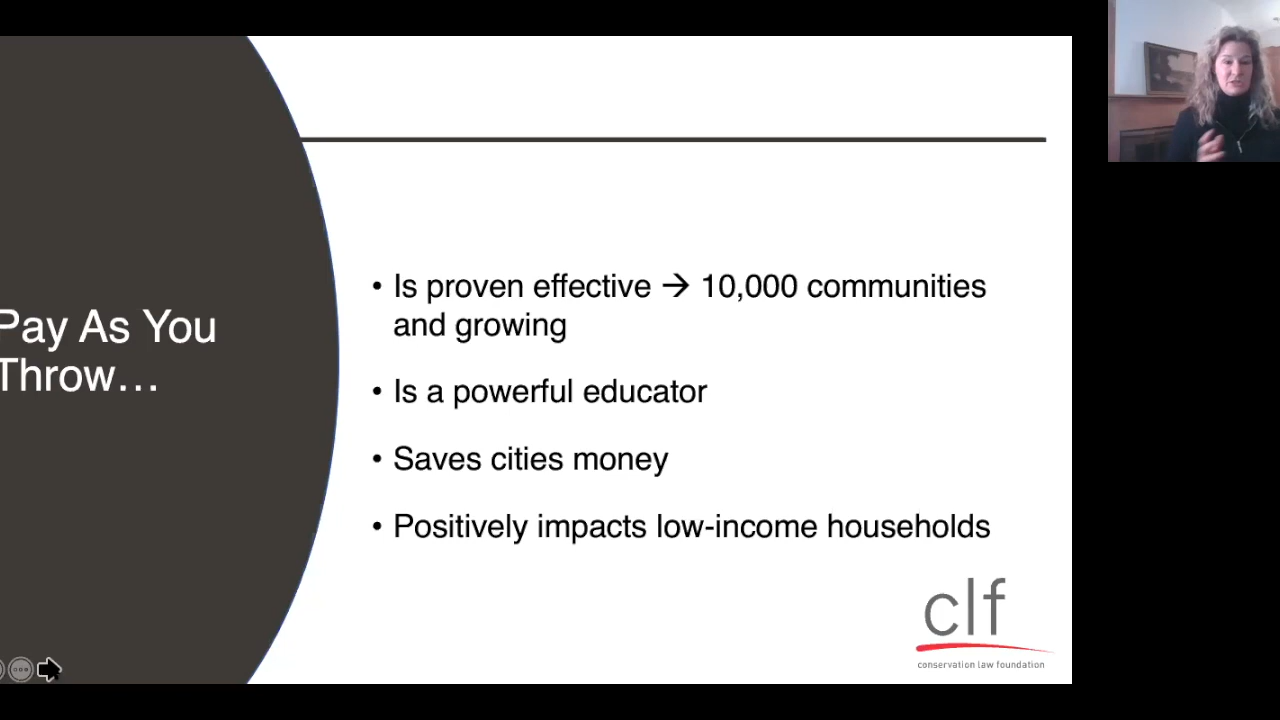 Pay As You
Throw…
• Is proven effective → 10,000 communities
and growing
• Is a powerful educator
• Saves cities money
• Positively impacts low-income households
clf
conservation law foundation